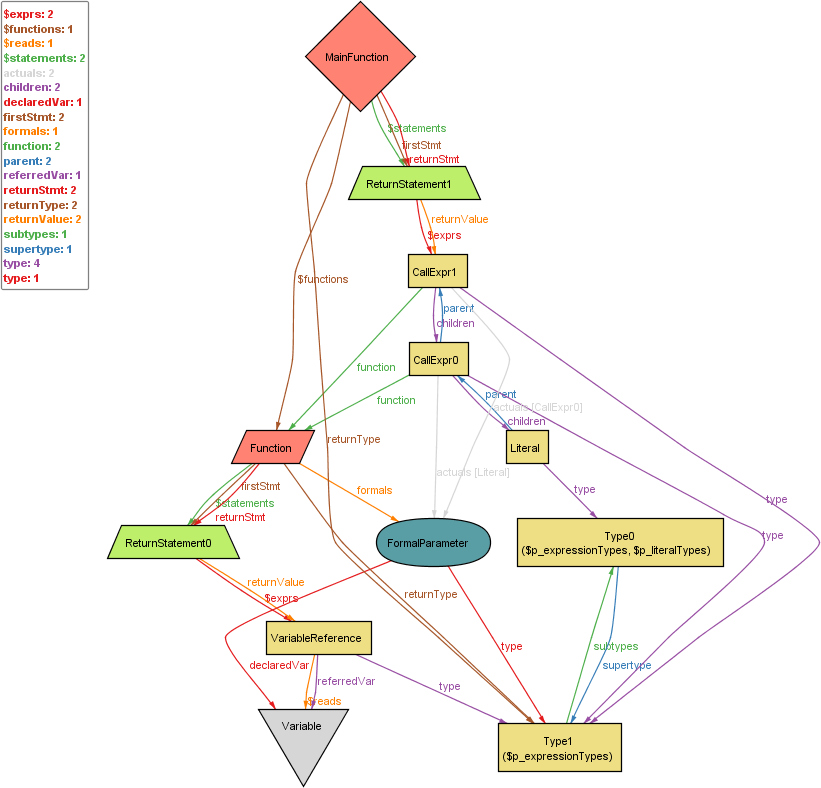 $exprs: 2
$functions: 1
$reads: 1
$statements: 2
actuals: 2
children: 2
declaredVar: 1
firstStmt: 2
formals: 1
function: 2
parent: 2
referredVar: 1
returnStmt: 2
returnType: 2
returnValue: 2
subtypes: 1
supertype: 1
type: 4
type: 1
MainFunction
$statements
firstStmt
returnStmt
ReturnStatement1
returnValue
$exprs
CallExpr1
$functions
parent
children
CallExpr0
function
function
parent
actuals [CallExpr0]
children
returnType
Function
Literal
actuals [Literal]
type
type
firstStmt
$statements
returnStmt
formals
type
ReturnStatement0
FormalParameter
Type0
($p_expressionTypes, $p_literalTypes)
returnValue
$exprs
returnType
VariableReference
type
subtypes
supertype
declaredVar
referredVar
type
$reads
Variable
Type1
($p_expressionTypes)